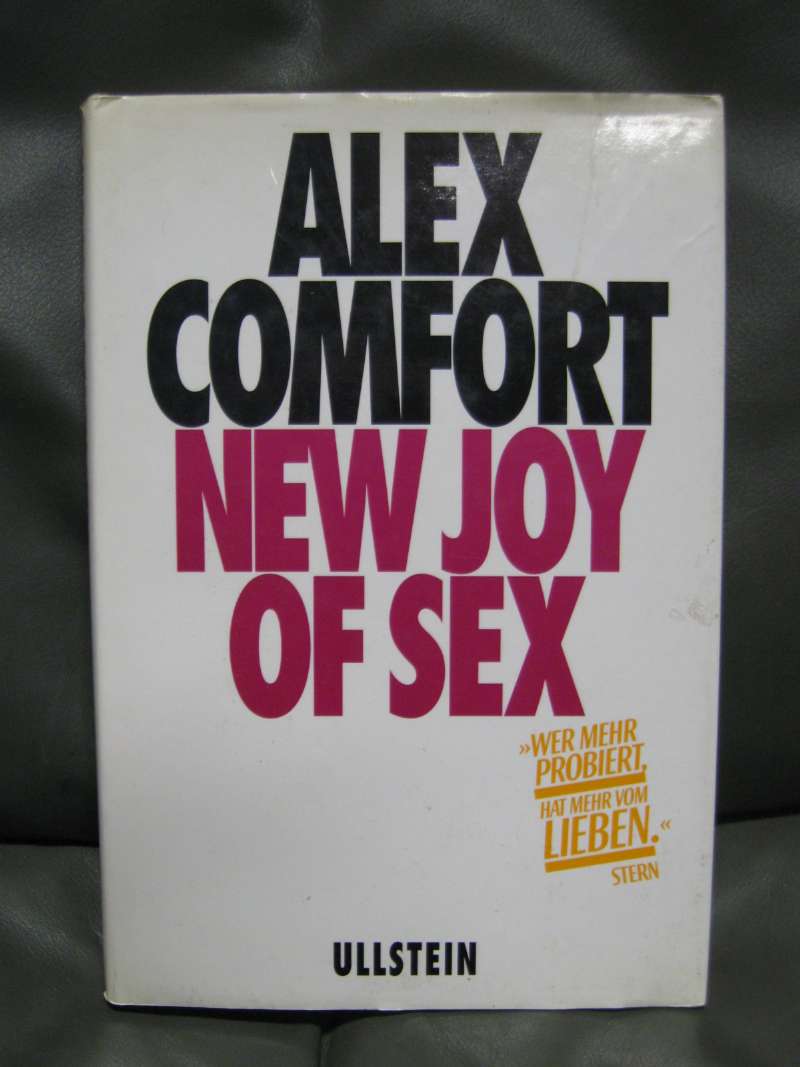 ALEX
COMFORT
NEW JOY
OF SEX
»WER MEHR
PROBIERT,
HAT MEHR VOM
LIEBEN.«
STERN
ULLSTEIN